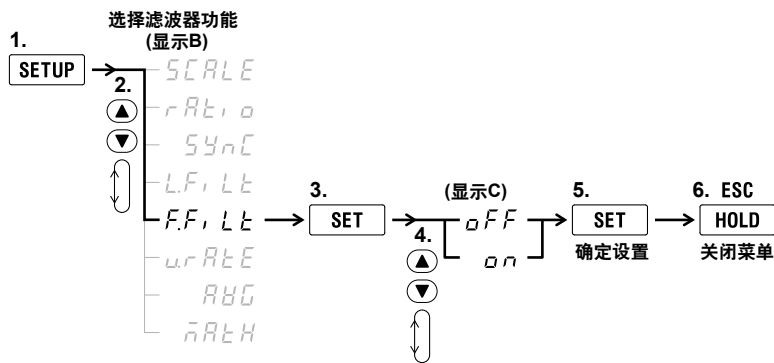 选择滤波器功能
(显示B)
1.
SETUP
2.
SCALE
rAtio
SYnC
L.FiLt
F.FiLt
u.rAtE
AVG
mAtH
3.
SET
(显示C)
4.
oFF
on
5.
SET
确定设置
6. ESC
HOLD
关闭菜单